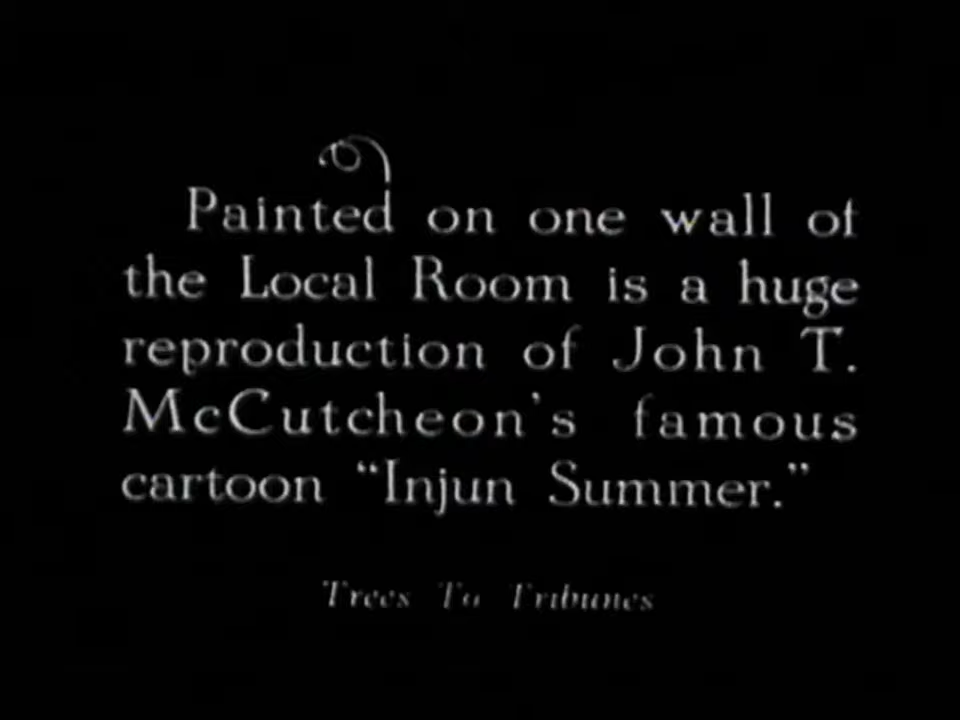 Painted on one wall of
the Local Room is a huge
reproduction of John T.
McCutcheon's famous
cartoon “Injun Summer.”
Trees To Tribunes